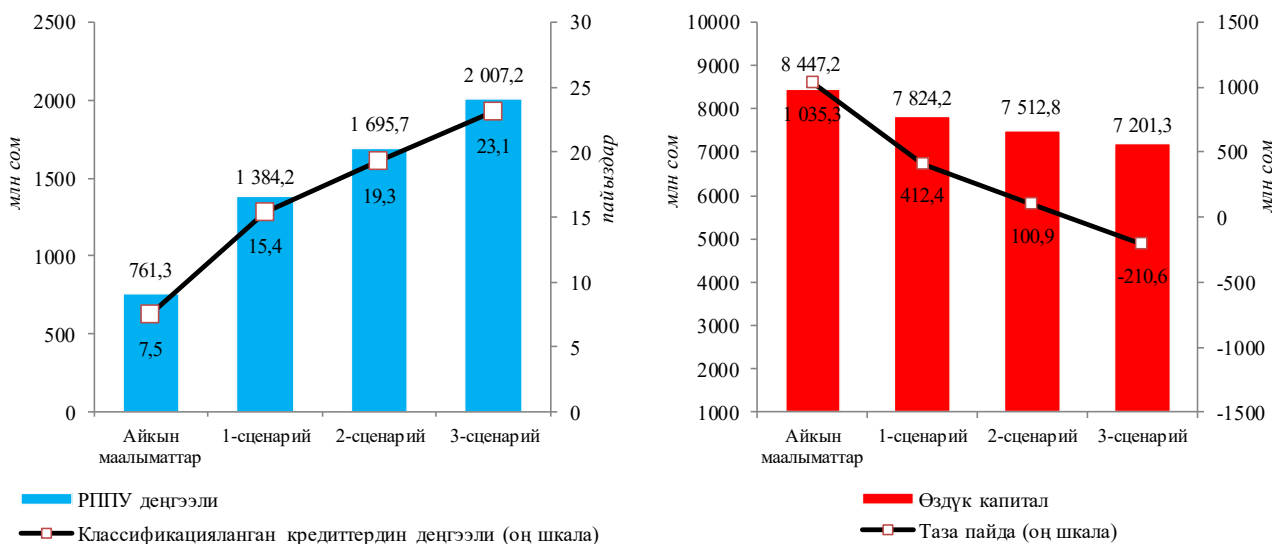 2500
2000
1500
1000
500
0
млн сом
30
25
20
15
10
5
0
пайыздар
761,3
1 384,2
1 695,7
2 007,2
7,5
15,4
19,3
23,1
Айкын маалыматтар
1-сценарий
2-сценарий
3-сценарий
РППУ деңгээли
Классификацияланган кредиттердин деңгээли (оң шкала)
10000
9000
8000
7000
6000
5000
4000
3000
2000
1000
млн сом
1500
1000
500
0
-500
-1000
-1500
млн сом
8 447,2
7 824,2
7 512,8
7 201,3
1 035,3
412,4
100,9
-210,6
Айкын маалыматтар
1-сценарий
2-сценарий
3-сценарий
Өздүк капитал
Таза пайда (оң шкала)